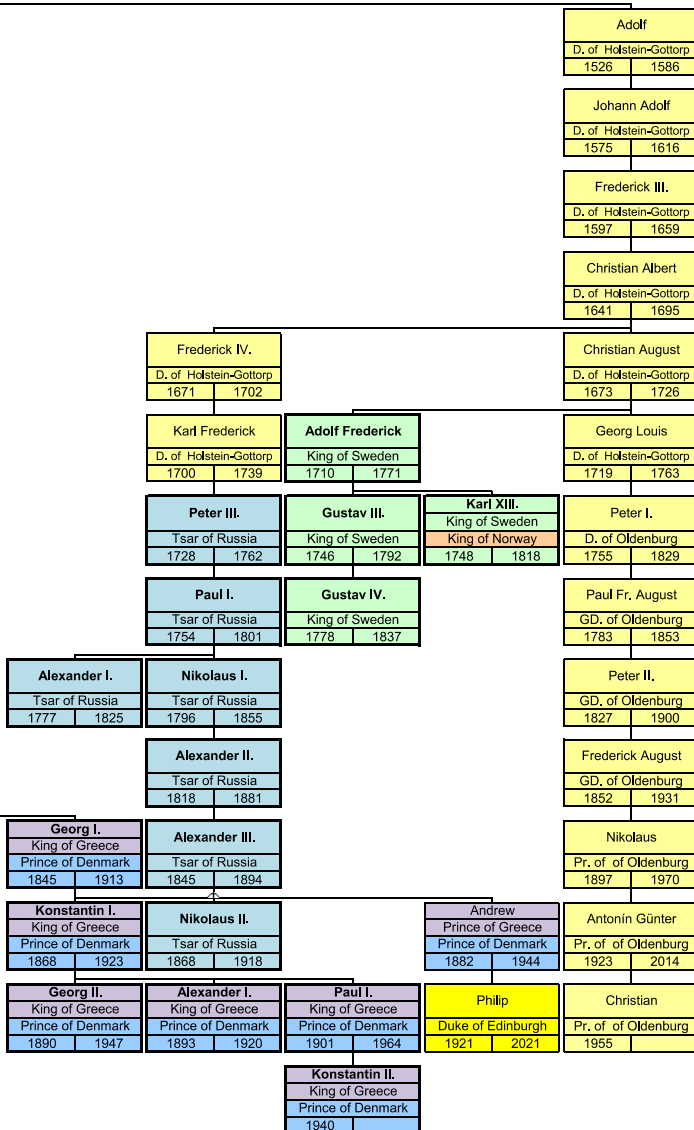 Adolf
D. of Holstein-Gottorp
1526 1586
Johann Adolf
D. of Holstein-Gottorp
1575 1616
Frederick III.
D. of Holstein-Gottorp
1597 1659
Christian Albert
D. of Holstein-Gottorp
1641 1695
Frederick IV. Christian August
D. of Holstein-Gottorp D. of Holstein-Gottorp
1671 1702 1673 1726
Karl Frederick Adolf Frederick Georg Louis
D. of Holstein-Gottorp King of Sweden D. of Holstein-Gottorp
1700 1739 1710 1771 1719 1763
Peter III. Gustav III. Karl XIII. Peter I.
King of Sweden
Tsar of Russia King of Sweden King of Norway D. of Oldenburg
1728 1762 1746 1792 1748 1818 1755 1829
Paul I. Gustav IV. Paul Fr. August
Tsar of Russia King of Sweden GD. of Oldenburg
1754 1801 1778 1837 1783 1853
Alexander I. Nikolaus I. Peter II.
Tsar of Russia Tsar of Russia GD. of Oldenburg
1777 1825 1796 1855 1827 1900
Alexander II. Frederick August
Tsar of Russia GD. of Oldenburg
1818 1881 1852 1931
Georg I. Alexander III. Nikolaus
King of Greece
Prince of Denmark Tsar of Russia Pr. of of Oldenburg
1845 1913 1845 1894 1897 1970
Konstantin I. Nikolaus II. Andrew Antonín Günter
King of Greece Prince of Greece
Prince of Denmark Tsar of Russia Prince of Denmark Pr. of of Oldenburg
1868 1923 1868 1918 1882 1944 1923 2014
Georg II. Alexander I. Paul I. Philip Christian
King of Greece King of Greece King of Greece
Prince of Denmark Prince of Denmark Prince of Denmark Duke of Edinburgh Pr. of of Oldenburg
1890 1947 1893 1920 1901 1964 1921 2021 1955
Konstantin II.
King of Greece
Prince of Denmark
1940